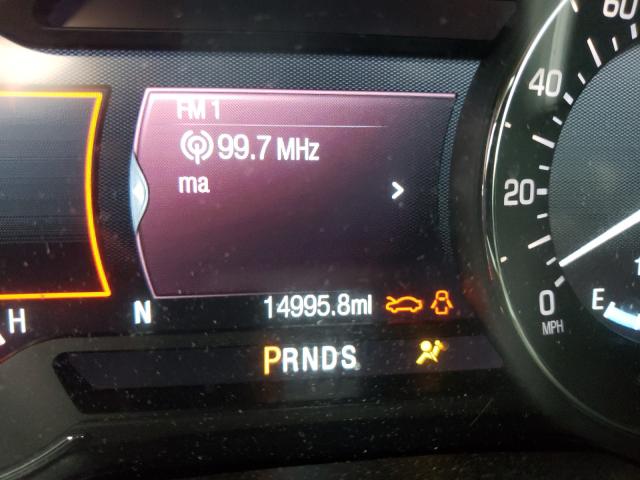 FM 1
99.7 MHz
ma
>
60
40
20
0
MPH
E
H
N
14995.8mi
PRNDS